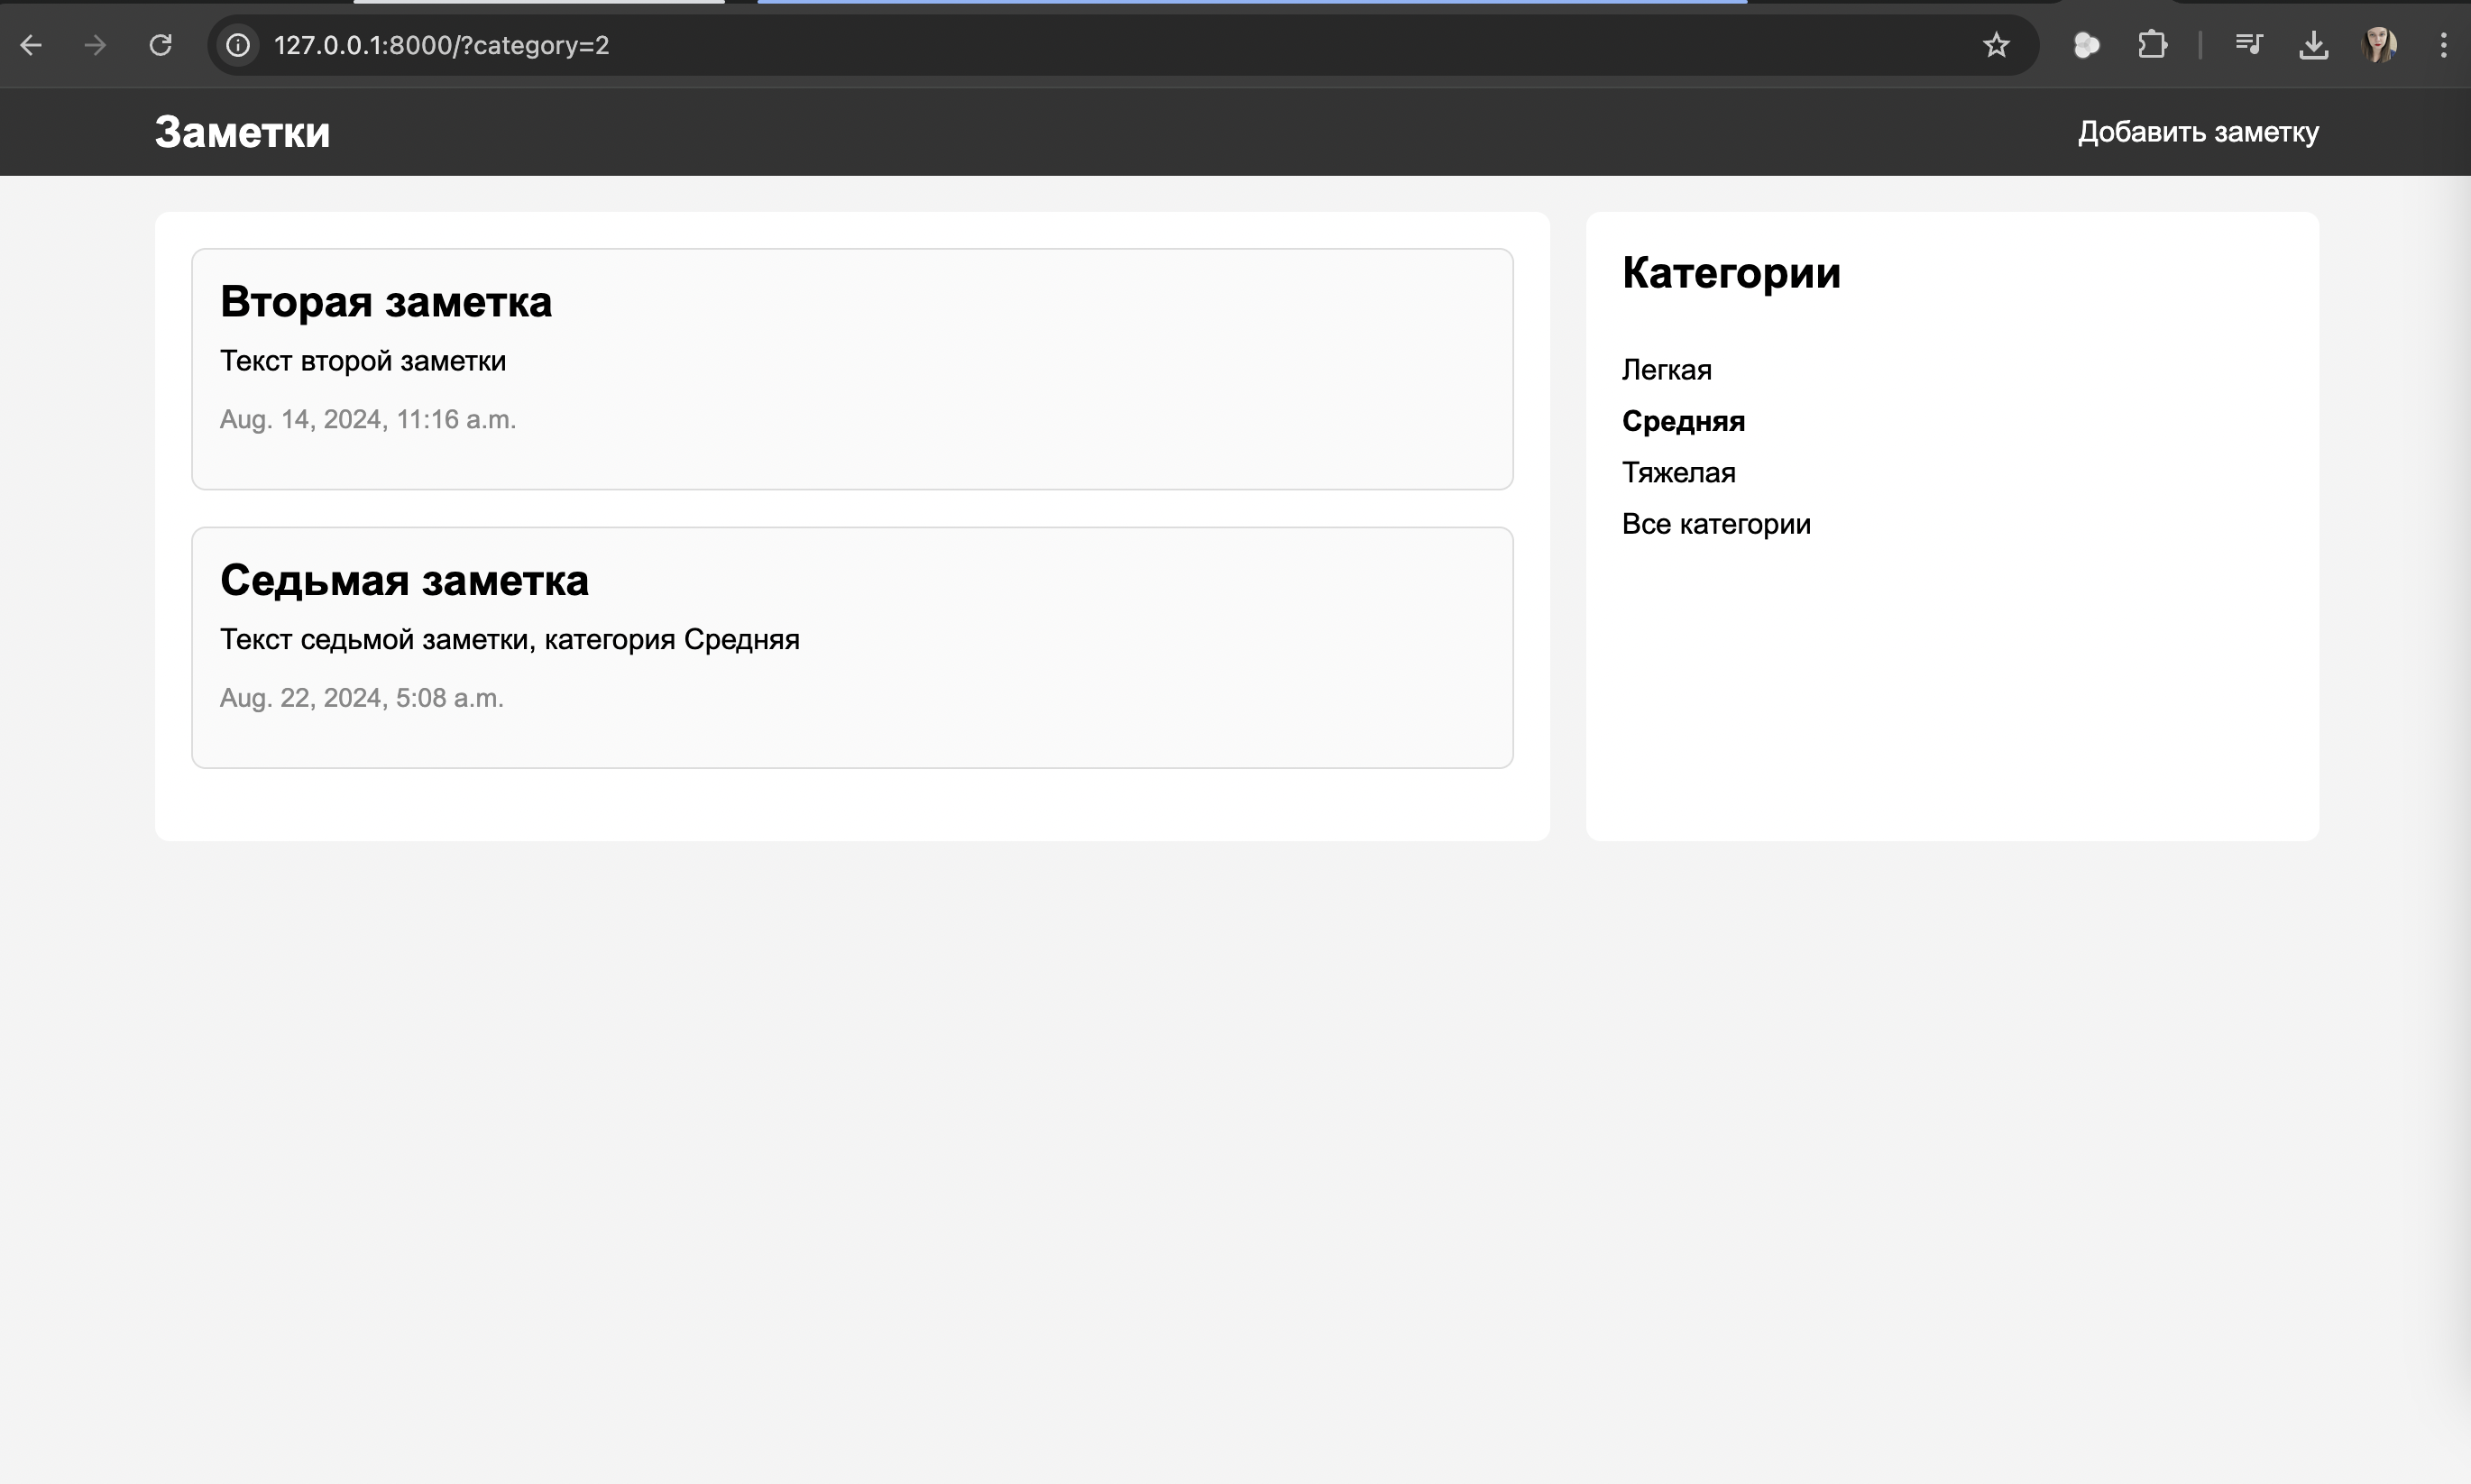 127.0.0.1:8000/?category=2
Заметки
Добавить заметку
Вторая заметка
Текст второй заметки
Aug. 14, 2024, 11:16 a.m.
Седьмая заметка
Текст седьмой заметки, категория Средняя
Aug. 22, 2024, 5:08 a.m.
Категории
Легкая
Средняя
Тяжелая
Все категории